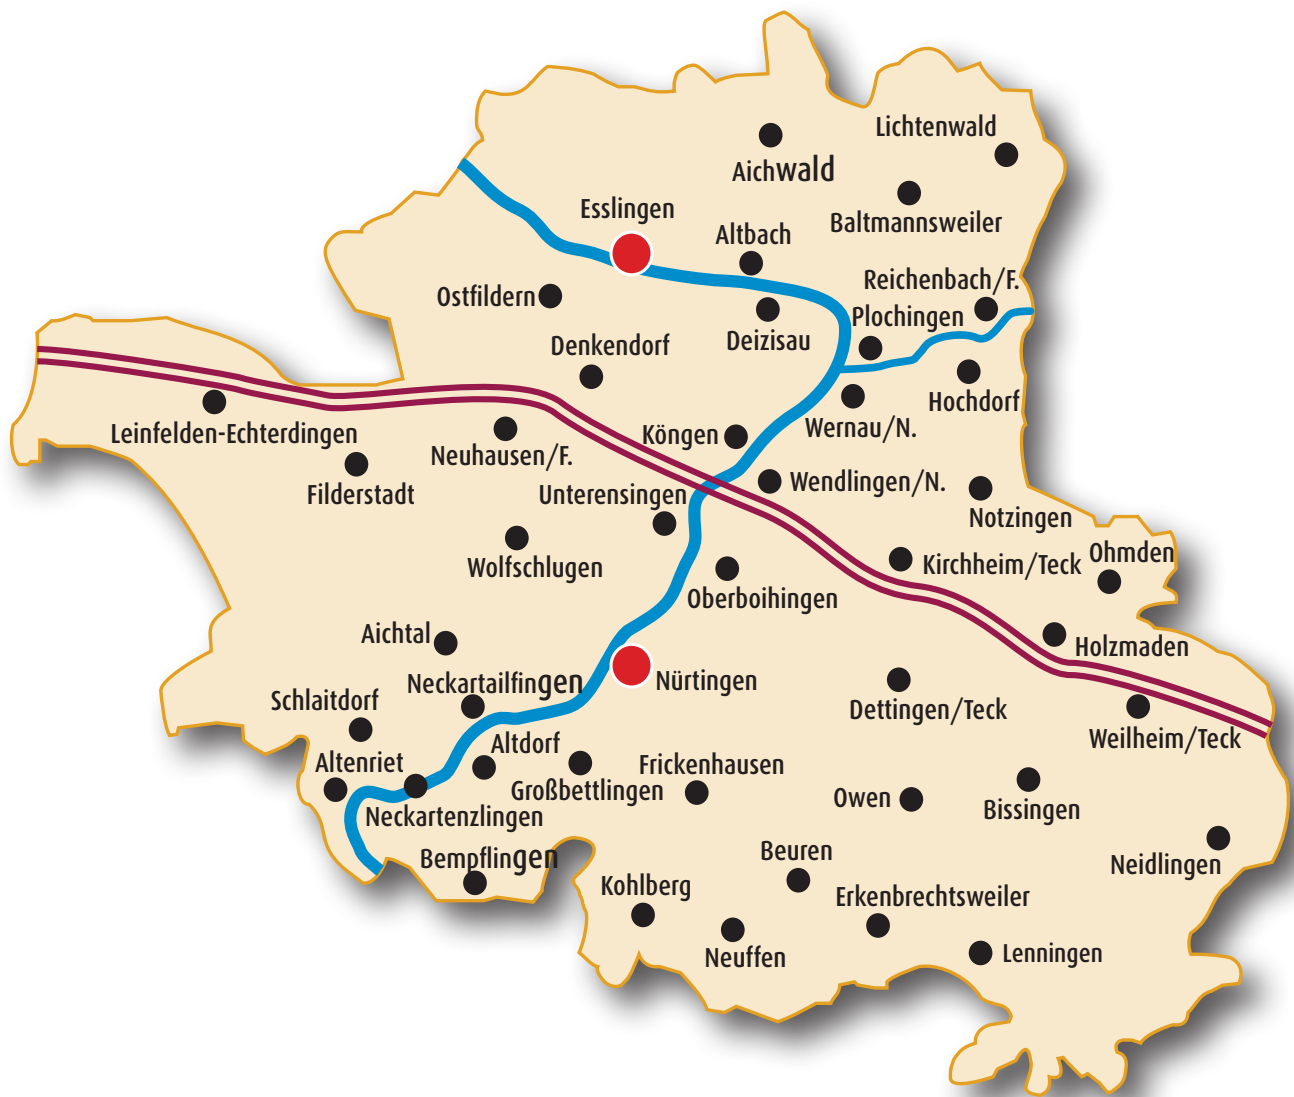 Lichtenwald
Aichwald
Esslingen
Baltmannsweiler
Altbach
Reichenbach/F.
Ostfildern
Plochingen
Deizisau
Denkendorf
Hochdorf
Leinfelden-Echterdingen
Wernau/N.
Köngen
Neuhausen/F.
Wendlingen/N.
Filderstadt
Unterensingen
Notzingen
Ohmden
Wolfschlugen
Kirchheim/Teck
Oberboihingen
Aichtal
Holzmaden
Neckartailfingen
Nürtingen
Schlaitdorf
Dettingen/Teck
Weilheim/Teck
Altdorf
Altenriet
Frickenhausen
Großbettlingen
Owen
Bissingen
Neckartenzlingen
Beuren
Bempflingen
Neidlingen
Kohlberg
Erkenbrechtsweiler
Neuffen
Lenningen